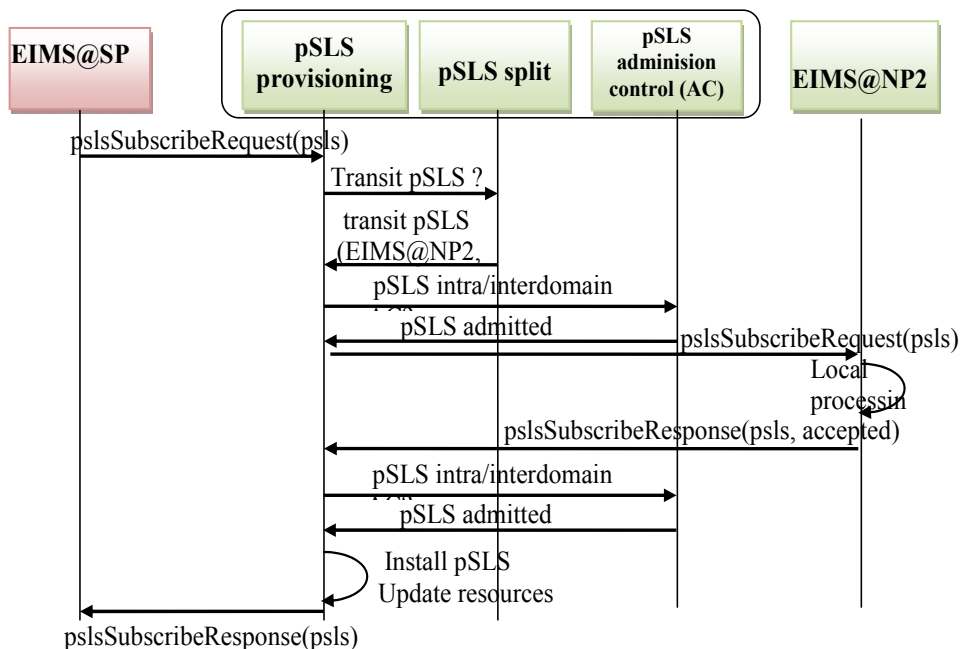 EIMS@SP
pSLS
provisioning
pSLS split
pSLS
adminision
control (AC)
EIMS@NP2
pslsSubscribeRequest(psls)
Transit pSLS ?
transit pSLS
(EIMS@NP2,
pSLS intra/interdomain
pSLS admitted
pslsSubscribeRequest(psls)
Local
processin
pslsSubscribeResponse(psls, accepted)
pSLS intra/interdomain
pSLS admitted
Install pSLS
Update resources
pslsSubscribeResponse(psls)